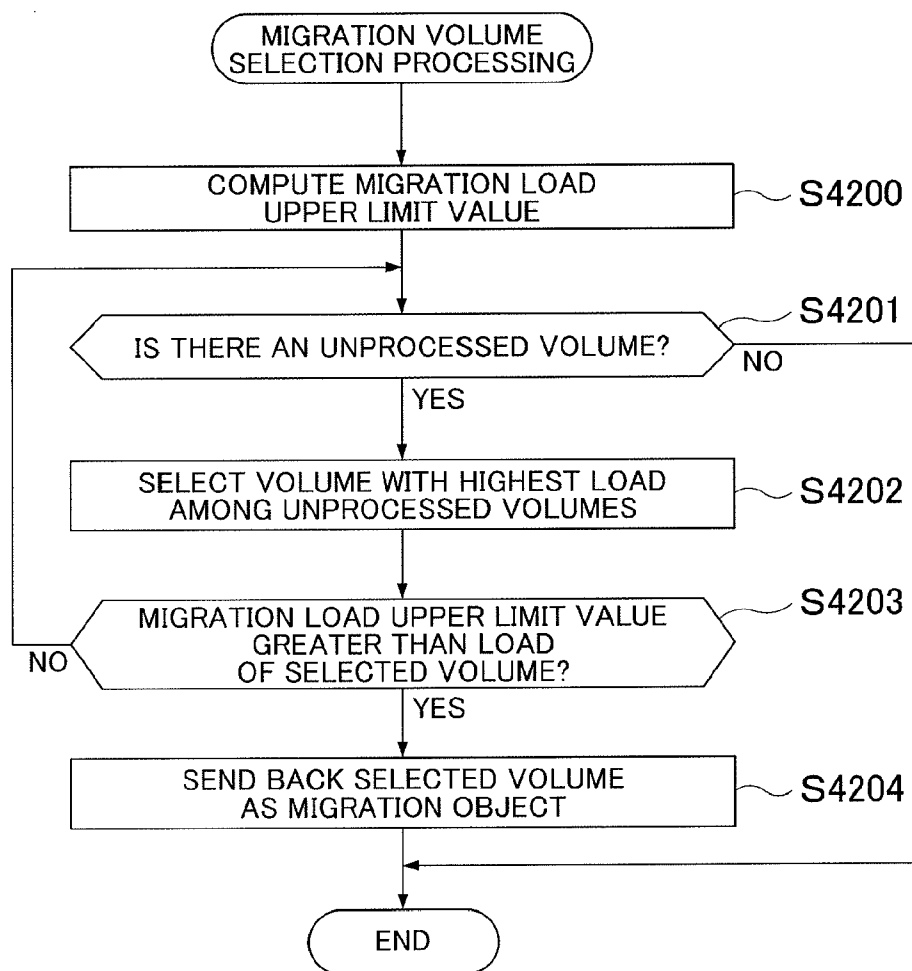 MIGRATION VOLUME
SELECTION PROCESSING
COMPUTE MIGRATION LOAD
UPPER LIMIT VALUE
S4200
IS THERE AN UNPROCESSED VOLUME?
S4201
NO
YES
SELECT VOLUME WITH HIGHEST LOAD
AMONG UNPROCESSED VOLUMES
S4202
MIGRATION LOAD UPPER LIMIT VALUE
GREATER THAN LOAD
OF SELECTED VOLUME?
S4203
NO
YES
SEND BACK SELECTED VOLUME
AS MIGRATION OBJECT
S4204
END